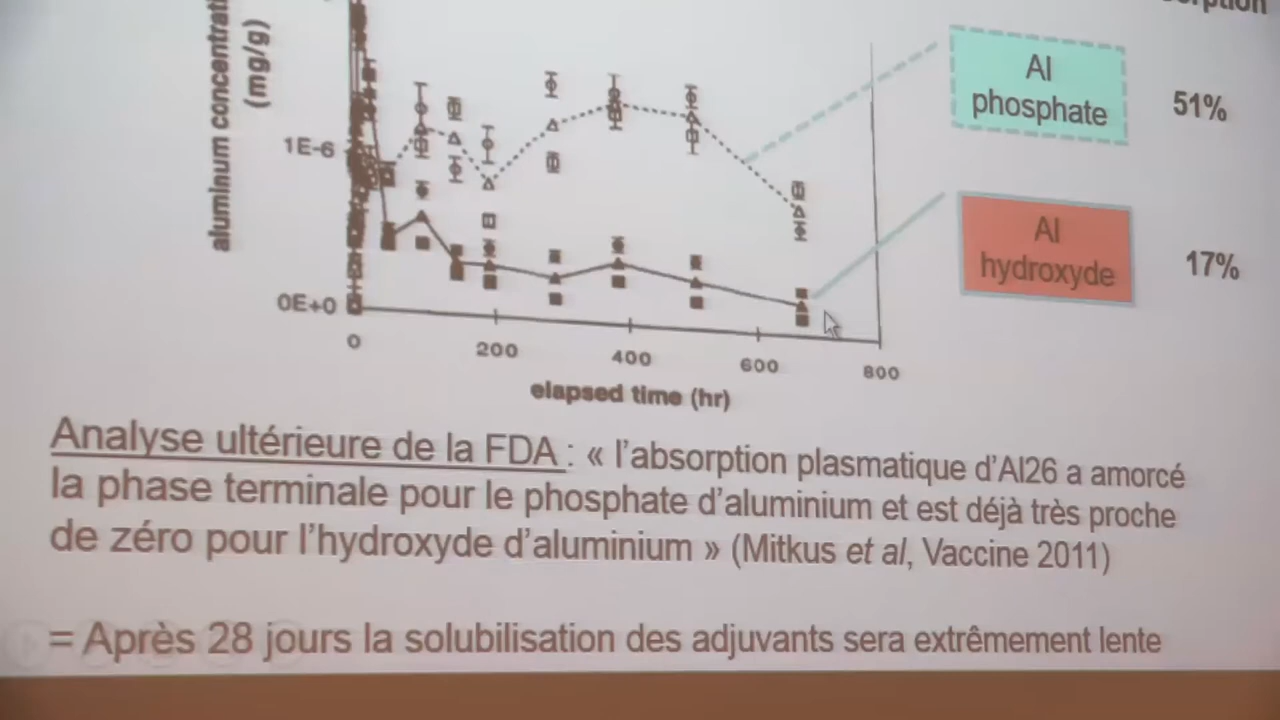 aluminum
(mg/g)
1E-6
0E+0
0
200
400
600
800
elapsed time (hr)
Al
phosphate
51%
Al
hydroxyde
17%
Analyse ultérieure de la FDA : « l’absorption plasmatique d’Al26 a amorcé
la phase terminale pour le phosphate d’aluminium et est déjà très proche
de zéro pour l’hydroxyde d’aluminium » (Mitkus et al, Vaccine 2011)
= Après 28 jours la solubilisation des adjuvants sera extrêmement lente